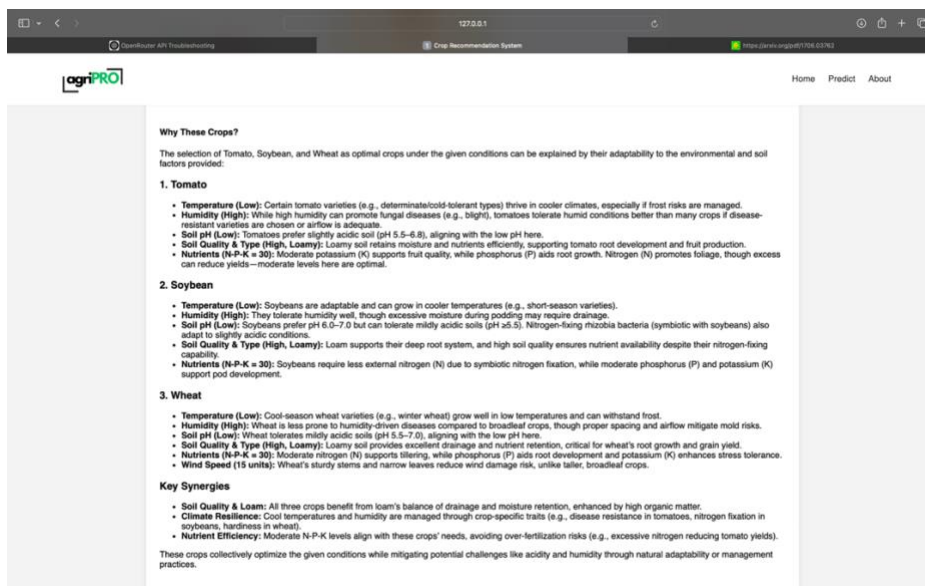 127.0.0.1
OpenRouter API Troubleshooting
Crop Recommendation System
https://arxiv.org/pdf/1706.03762
agriPRO
Home Predict About
Why These Crops?
The selection of Tomato, Soybean, and Wheat as optimal crops under the given conditions can be explained by their adaptability to the environmental and soil
factors provided:
1. Tomato
• Temperature (Low): Certain tomato varieties (e.g., determinate/cold-tolerant types) thrive in cooler climates, especially if frost risks are managed.
• Humidity (High): While high humidity can promote fungal diseases (e.g., blight), tomatoes tolerate humid conditions better than many crops if disease-
resistant varieties are chosen or airflow is adequate.
• Soil pH (Low): Tomatoes prefer slightly acidic soil (pH 5.5–6.8), aligning with the low pH here.
• Soil Quality & Type (High, Loamy): Loamy soil retains moisture and nutrients efficiently, supporting tomato root development and fruit production.
• Nutrients (N-P-K = 30): Moderate potassium (K) supports fruit quality, while phosphorus (P) aids root growth. Nitrogen (N) promotes foliage, though excess
can reduce yields—moderate levels here are optimal.
2. Soybean
• Temperature (Low): Soybeans are adaptable and can grow in cooler temperatures (e.g., short-season varieties).
• Humidity (High): They tolerate humidity well, though excessive moisture during podding may require drainage.
• Soil pH (Low): Soybeans prefer pH 6.0–7.0 but can tolerate mildly acidic soils (pH ≥5.5). Nitrogen-fixing rhizobia bacteria (symbiotic with soybeans) also
adapt to slightly acidic conditions.
• Soil Quality & Type (High, Loamy): Loam supports their deep root system, and high soil quality ensures nutrient availability despite their nitrogen-fixing
capability.
• Nutrients (N-P-K = 30): Soybeans require less external nitrogen (N) due to symbiotic nitrogen fixation, while moderate phosphorus (P) and potassium (K)
support pod development.
3. Wheat
• Temperature (Low): Cool-season wheat varieties (e.g., winter wheat) grow well in low temperatures and can withstand frost.
• Humidity (High): Wheat is less prone to humidity-driven diseases compared to broadleaf crops, though proper spacing and airflow mitigate mold risks.
• Soil pH (Low): Wheat tolerates mildly acidic soils (pH 5.5–7.0), aligning with the low pH here.
• Soil Quality & Type (High, Loamy): Loamy soil provides excellent drainage and nutrient retention, critical for wheat's root growth and grain yield.
• Nutrients (N-P-K = 30): Moderate nitrogen (N) supports tillering, while phosphorus (P) aids root development and potassium (K) enhances stress tolerance.
• Wind Speed (15 units): Wheat's sturdy stems and narrow leaves reduce wind damage risk, unlike taller, broadleaf crops.
Key Synergies
• Soil Quality & Loam: All three crops benefit from loam's balance of drainage and moisture retention, enhanced by high organic matter.
• Climate Resilience: Cool temperatures and humidity are managed through crop-specific traits (e.g., disease resistance in tomatoes, nitrogen fixation in
soybeans, hardiness in wheat).
• Nutrient Efficiency: Moderate N-P-K levels align with these crops' needs, avoiding over-fertilization risks (e.g., excessive nitrogen reducing tomato yields).
These crops collectively optimize the given conditions while mitigating potential challenges like acidity and humidity through natural adaptability or management
practices.